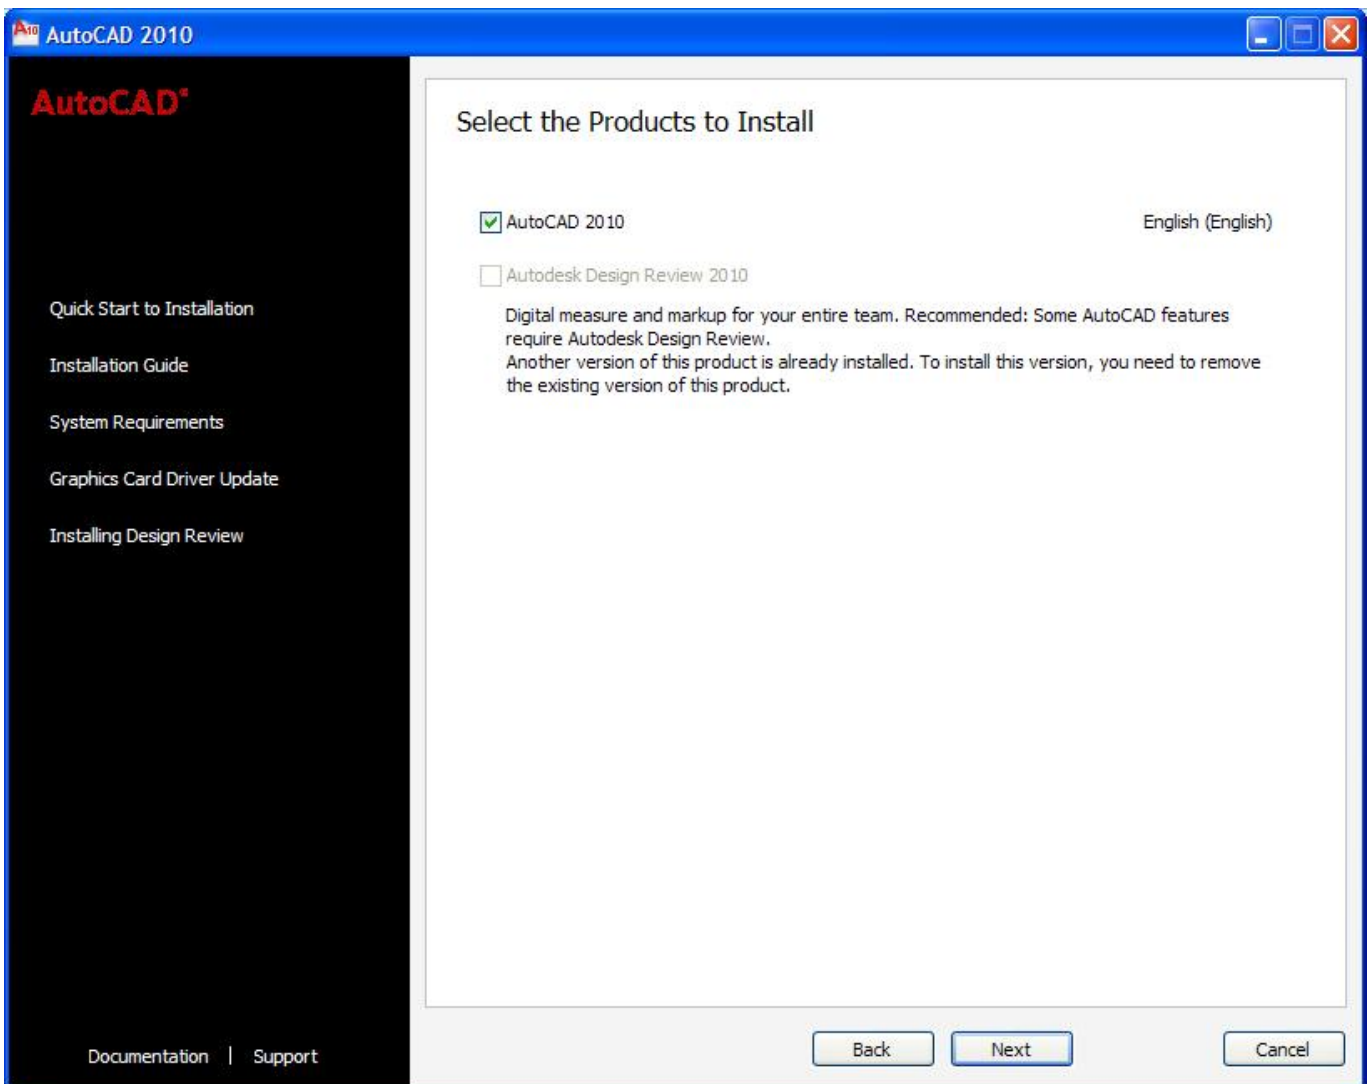 AutoCAD 2010
AutoCAD®
Select the Products to Install
AutoCAD 2010 English (English)
Autodesk Design Review 2010
Digital measure and markup for your entire team. Recommended: Some AutoCAD features
require Autodesk Design Review.
Another version of this product is already installed. To install this version, you need to remove
the existing version of this product.
Quick Start to Installation
Installation Guide
System Requirements
Graphics Card Driver Update
Installing Design Review
Documentation | Support
Back Next Cancel